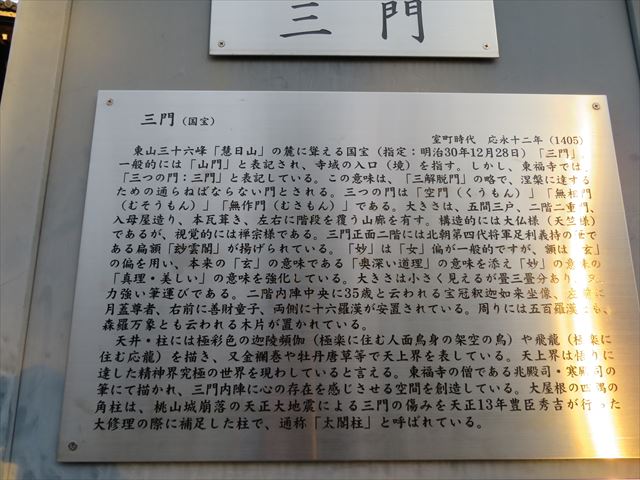 三門
三門（国宝）
室町時代　応永十二年（1405）
東山三十六峰「慧日山」の麓に聳える国宝（指定：明治30年12月28日）「三門」。
一般的には「山門」と表記され、寺域の入口（境）を指す。しかし、東福寺では、
「三つの門：三門」と表記している。この意味は、「三解脱門」の略で、涅槃に達する
ための通らねばならない門とされる。三つの門は「空門（くうもん）」「無相門
（むそうもん）」「無作門（むさもん）」である。大きさは、五間三戸、二階二重門、
入母屋造り、本瓦葺き、左右に階段を覆う山廊を有す。構造的には大仏様（天竺様）
であるが、視覚的には禅宗様である。三門正面二階には北朝第四代将軍足利義持の筆で
ある扁額「玅雲閣」が揚げられている。「妙」は「女」偏が一般的ですが、額は「玄」
の偏を用い、本来の「玄」の意味である「奥深い道理」の意味を添え「妙」の意味の
「真理・美しい」の意味を強化している。大きさは小さく見えるが畳三畳分あり、
力強い筆運びである。二階内陣中央に35歳と云われる宝冠釈迦如来坐像、左前に
月蓋尊者、右前に善財童子、両側に十六羅漢が安置されている。周りには五百羅漢とも、
森羅万象とも云われる木片が置かれている。
天井・柱には極彩色の迦陵頻伽（極楽に住む人面鳥身の架空の鳥）や飛龍（極楽に
住む応龍）を描き、又金襴巻や牡丹唐草等で天上界を表している。天上界は悟りに
達した精神界究極の世界を現わしていると言える。東福寺の僧である兆殿司・寒殿司の
筆にて描かれ、三門内陣に心の存在を感じさせる空間を創造している。大屋根の四隅の
角柱は、桃山城崩落の天正大地震による三門の傷みを天正13年豊臣秀吉が行った
大修理の際に補足した柱で、通称「太閤柱」と呼ばれている。